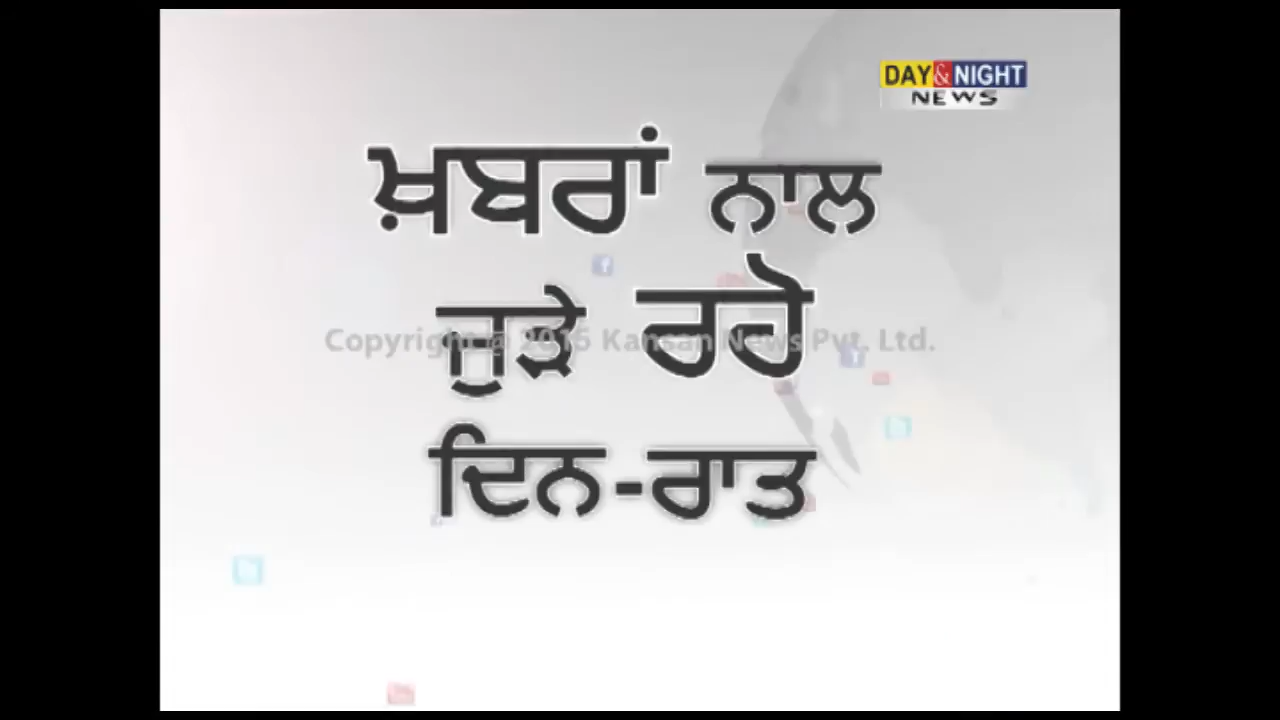 DAY & NIGHT
NEWS
ਖ਼ਬਰਾਂ ਨਾਲ
ਜੁੜੇ ਰਹੋ
Copyright @ 2015 Kansan News Pvt. Ltd.
ਦਿਨ-ਰਾਤ